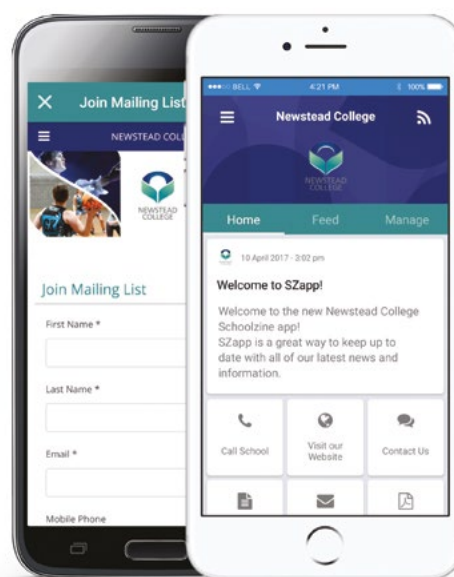 Join Mailing List
NEWSTEAD COLL
NEWSTEAD
COLLEGE
Join Mailing List
First Name *
Last Name *
Email *
Mobile Phone
BELL
4:21 PM
100%
Newstead College
NEWSTEAD
COLLEGE
Home Feed Manage
10 April 2017 - 3:02 pm
Welcome to SZapp!
Welcome to the new Newstead College
Schoolzine app!
SZapp is a great way to keep up to
date with all of our latest news and
information.
Call School
Visit our
Website
Contact Us